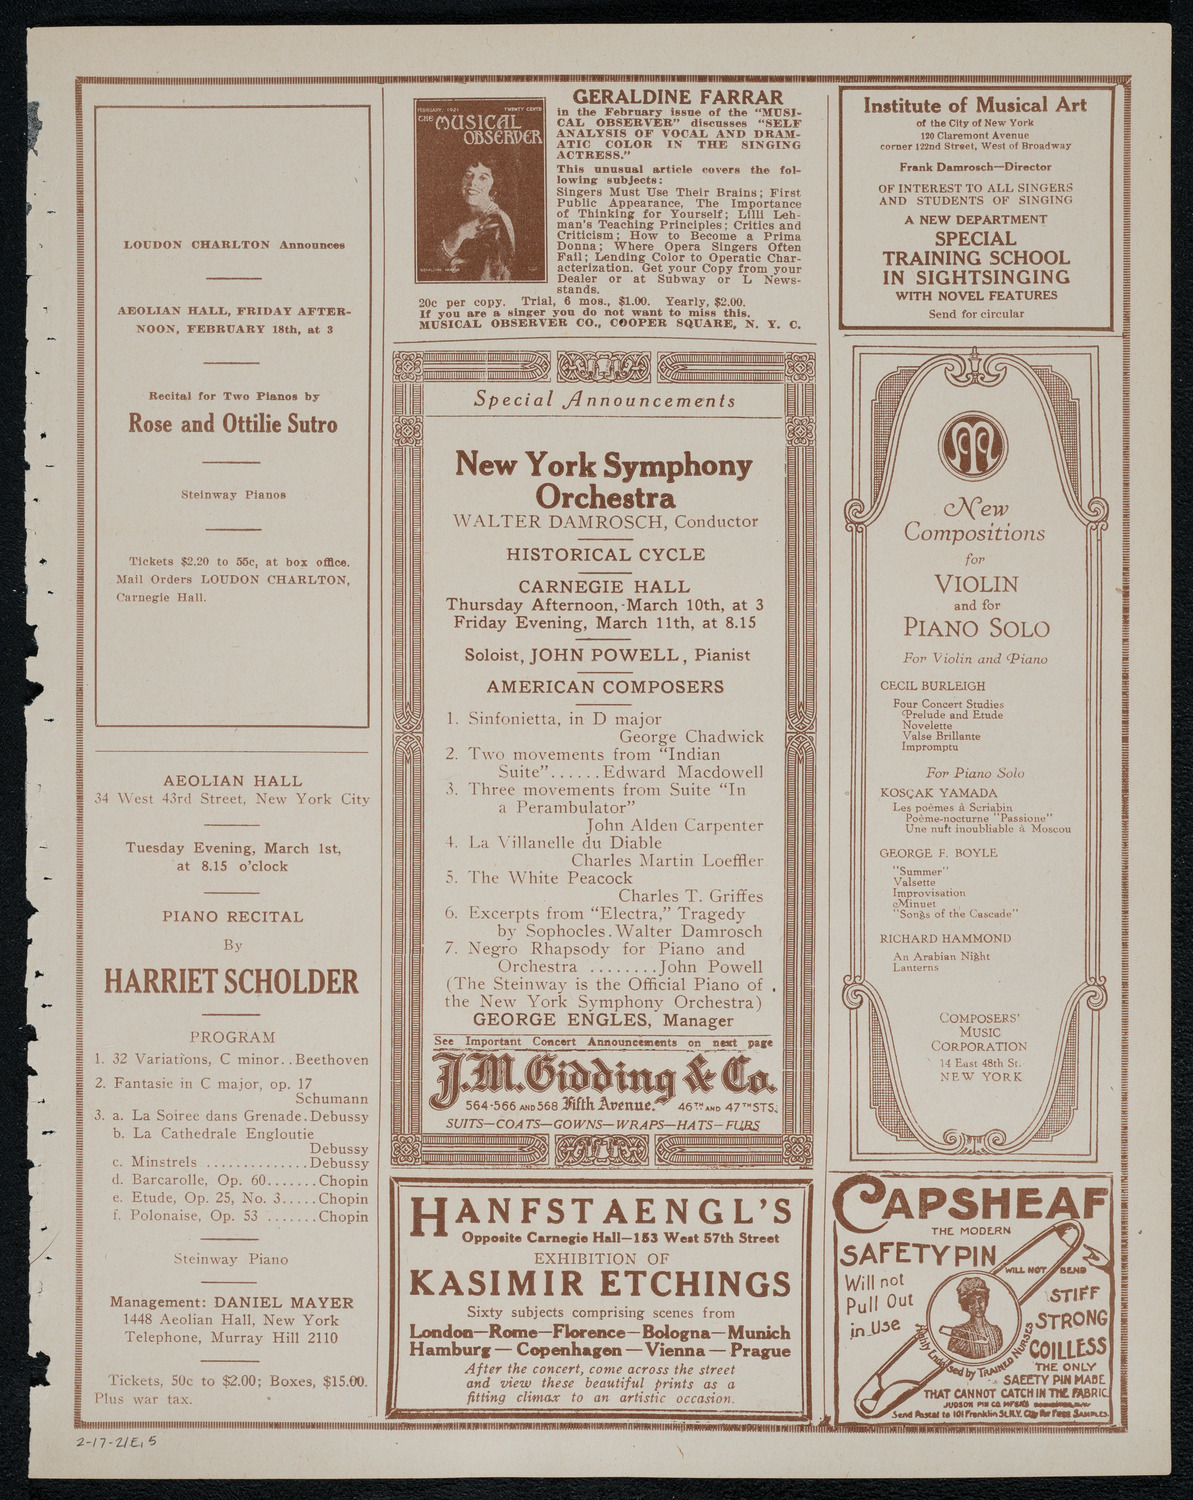 LOUDON CHARLTON Announces
AEOLIAN HALL, FRIDAY AFTER-
NOON, FEBRUARY 18th, at 3
Recital for Two Pianos by
Rose and Ottilie Sutro
Steinway Pianos
Tickets $2.20 to 55c, at box office.
Mail Orders LOUDON CHARLTON,
Carnegie Hall.
AEOLIAN HALL
34 West 43rd Street, New York City
Tuesday Evening, March 1st,
at 8.15 o'clock
PIANO RECITAL
By
HARRIET SCHOLDER
PROGRAM
1. 32 Variations, C minor..Beethoven
2. Fantasie in C major, op. 17
Schumann
3. a. La Soiree dans Grenade.Debussy
b. La Cathedrale Engloutie
Debussy
c. Minstrels ..............Debussy
d. Barcarolle, Op. 60.......Chopin
e. Etude, Op. 25, No. 3.....Chopin
f. Polonaise, Op. 53 .......Chopin
Steinway Piano
Management: DANIEL MAYER
1448 Aeolian Hall, New York
Telephone, Murray Hill 2110
Tickets, 50c to $2.00; Boxes, $15.00.
Plus war tax.
2-17-21E, 5
FEBRUARY, 1921 TWENTY CENTS
THE MUSICAL
OBSERVER
GERALDINE FARRAR
GERALDINE FARRAR
in the February issue of the "MUSI-
CAL OBSERVER" discusses "SELF
ANALYSIS OF VOCAL AND DRAM-
ATIC COLOR IN THE SINGING
ACTRESS."
This unusual article covers the fol-
lowing subjects:
Singers Must Use Their Brains; First
Public Appearance, The Importance
of Thinking for Yourself; Lilli Leh-
man's Teaching Principles; Critics and
Criticism; How to Become a Prima
Donna; Where Opera Singers Often
Fail; Lending Color to Operatic Char-
acterization. Get your Copy from your
Dealer or at Subway or L News-
stands.
20c per copy. Trial, 6 mos., $1.00. Yearly, $2.00.
If you are a singer you do not want to miss this.
MUSICAL OBSERVER CO., COOPER SQUARE, N. Y. C.
Special Announcements
New York Symphony
Orchestra
WALTER DAMROSCH, Conductor
HISTORICAL CYCLE
CARNEGIE HALL
Thursday Afternoon, March 10th, at 3
Friday Evening, March 11th, at 8.15
Soloist, JOHN POWELL, Pianist
AMERICAN COMPOSERS
1. Sinfonietta, in D major
George Chadwick
2. Two movements from "Indian
Suite"......Edward Macdowell
3. Three movements from Suite "In
a Perambulator"
John Alden Carpenter
4. La Villanelle du Diable
Charles Martin Loeffler
5. The White Peacock
Charles T. Griffes
6. Excerpts from "Electra," Tragedy
by Sophocles.Walter Damrosch
7. Negro Rhapsody for Piano and
Orchestra ........John Powell
(The Steinway is the Official Piano of
the New York Symphony Orchestra)
GEORGE ENGLES, Manager
See Important Concert Announcements on next page
J.M. Gidding & Co.
564-566 AND 568 Fifth Avenue. 46TH AND 47TH STS.
SUITS—COATS—GOWNS—WRAPS—HATS—FURS
HANFSTAENGL'S
Opposite Carnegie Hall—153 West 57th Street
EXHIBITION OF
KASIMIR ETCHINGS
Sixty subjects comprising scenes from
London—Rome—Florence—Bologna—Munich
Hamburg—Copenhagen—Vienna—Prague
After the concert, come across the street
and view these beautiful prints as a
fitting climax to an artistic occasion.
Institute of Musical Art
of the City of New York
120 Claremont Avenue
corner 122nd Street, West of Broadway
Frank Damrosch—Director
OF INTEREST TO ALL SINGERS
AND STUDENTS OF SINGING
A NEW DEPARTMENT
SPECIAL
TRAINING SCHOOL
IN SIGHTSINGING
WITH NOVEL FEATURES
Send for circular
New
Compositions
for
VIOLIN
and for
PIANO SOLO
For Violin and Piano
CECIL BURLEIGH
Four Concert Studies
Prelude and Etude
Novelette
Valse Brillante
Impromptu
For Piano Solo
KOSÇAK YAMADA
Les poèmes à Scriabin
Poème-nocturne "Passione"
Une nuit inoubliable à Moscou
GEORGE F. BOYLE
"Summer"
Valsette
Improvisation
Minuet
"Songs of the Cascade"
RICHARD HAMMOND
An Arabian Night
Lanterns
COMPOSERS'
MUSIC
CORPORATION
14 East 48th St.
NEW YORK
CAPSHEAF
THE MODERN
SAFETY PIN
WILL NOT BEND
Will not
Pull Out
in Use
STIFF
STRONG
COILLESS
Highly Endorsed by TRAINED NURSES
THE ONLY
SAFETY PIN MADE
THAT CANNOT CATCH IN THE FABRIC
JUDSON PIN CO. MFRS
Send Postal to 101 Franklin St. N.Y. City For Free Samples